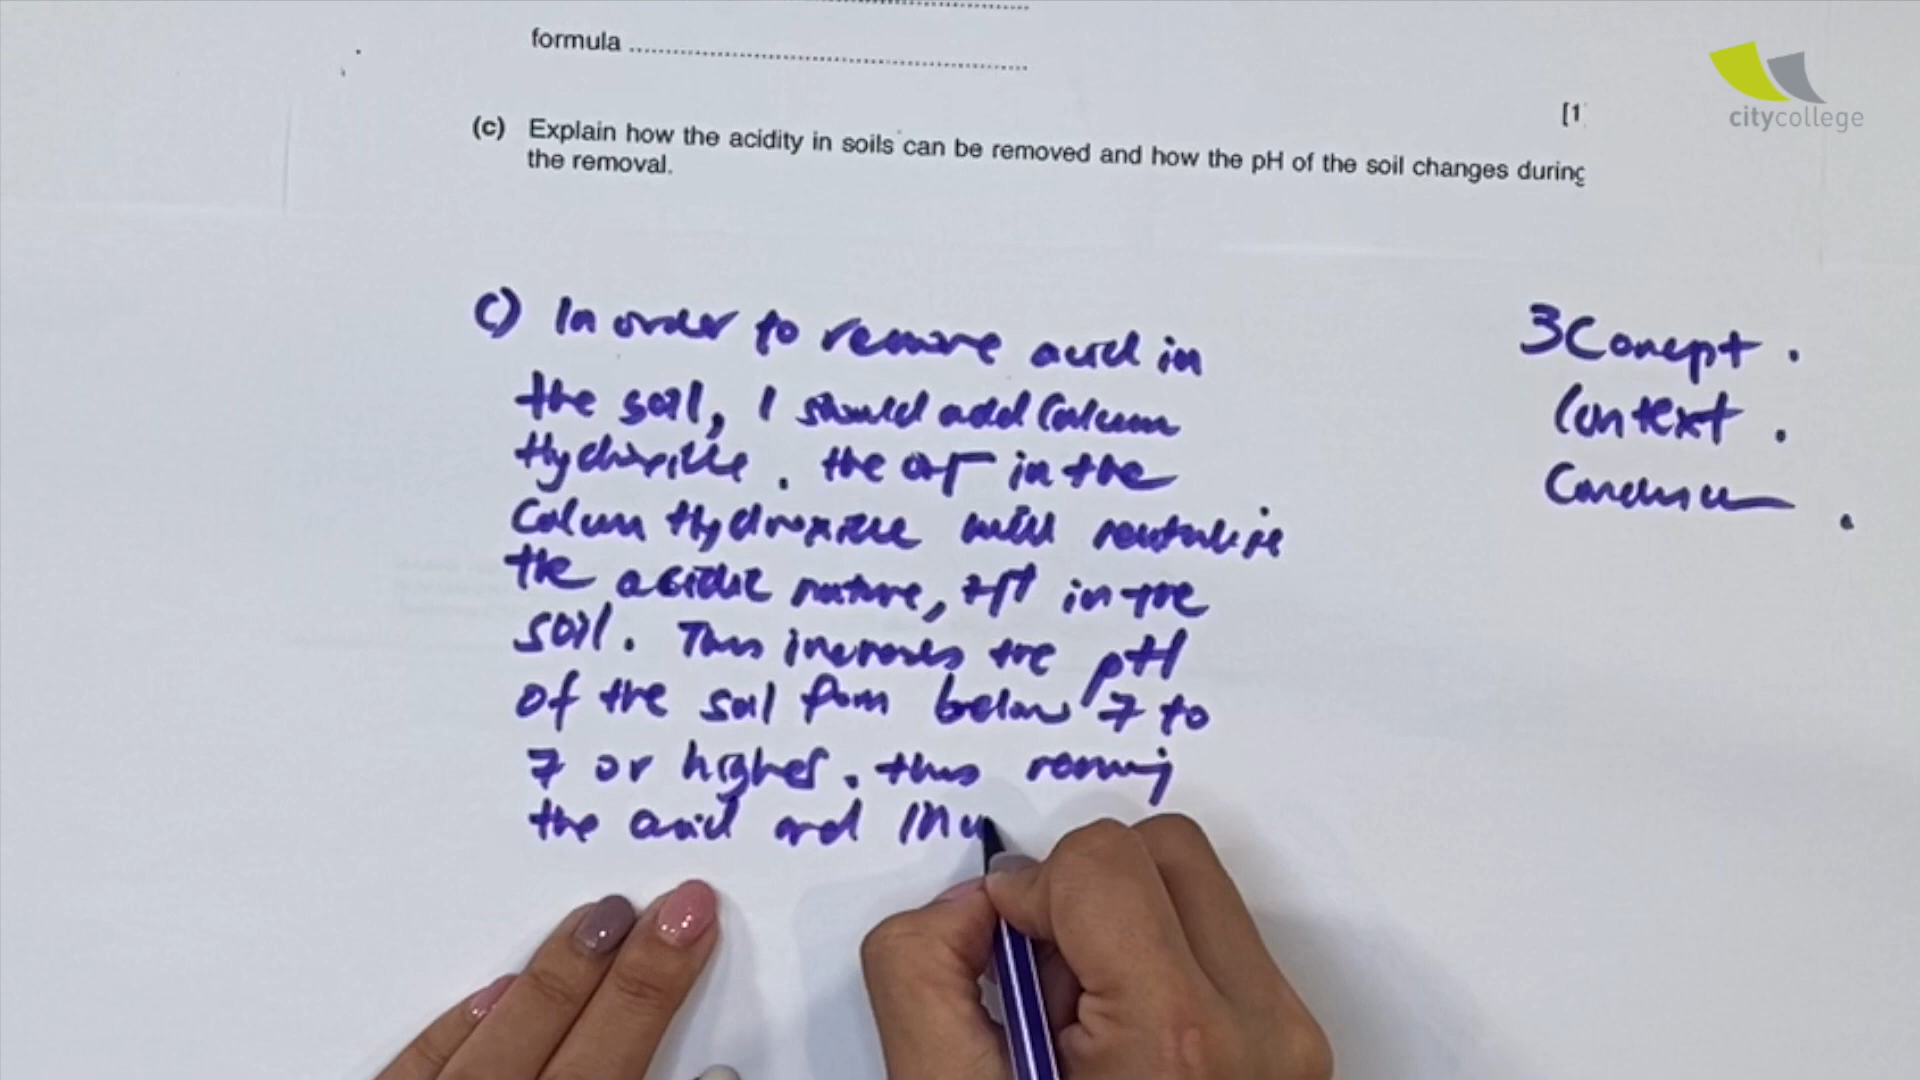 formula
[1
citycollege
(c) Explain how the acidity in soils can be removed and how the pH of the soil changes during
the removal.
c) In order to remove acid in
the soil, I should add Calcium
Hydroxide. the OH⁻ in the
Calcium Hydroxide will neutralise
the acidic nature, H⁺ in the
soil. This increases the pH
of the soil from below 7 to
7 or higher. thus removing
the acid and
3 Concept.
Context.
Conclusion.